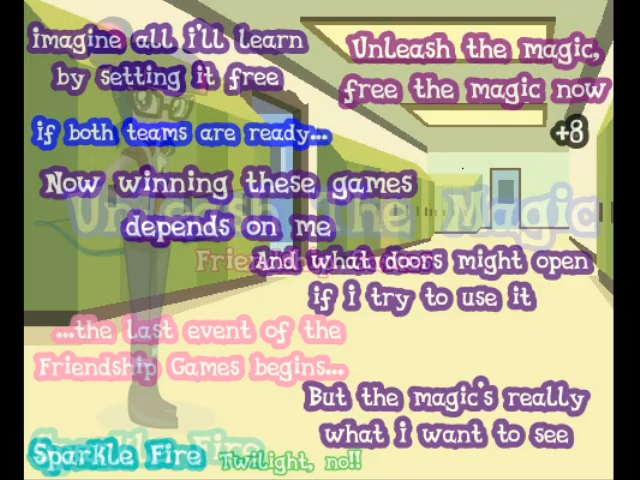 imagine all i'll learn
by setting it free
Unleash the magic,
free the magic now
if both teams are ready...
+8
Now winning these games
depends on me
Unleash the Magic
And what doors might open
if i try to use it
...the last event of the
Friendship Games begins...
But the magic's really
what i want to see
Sparkle Fire
Twilight, no!!